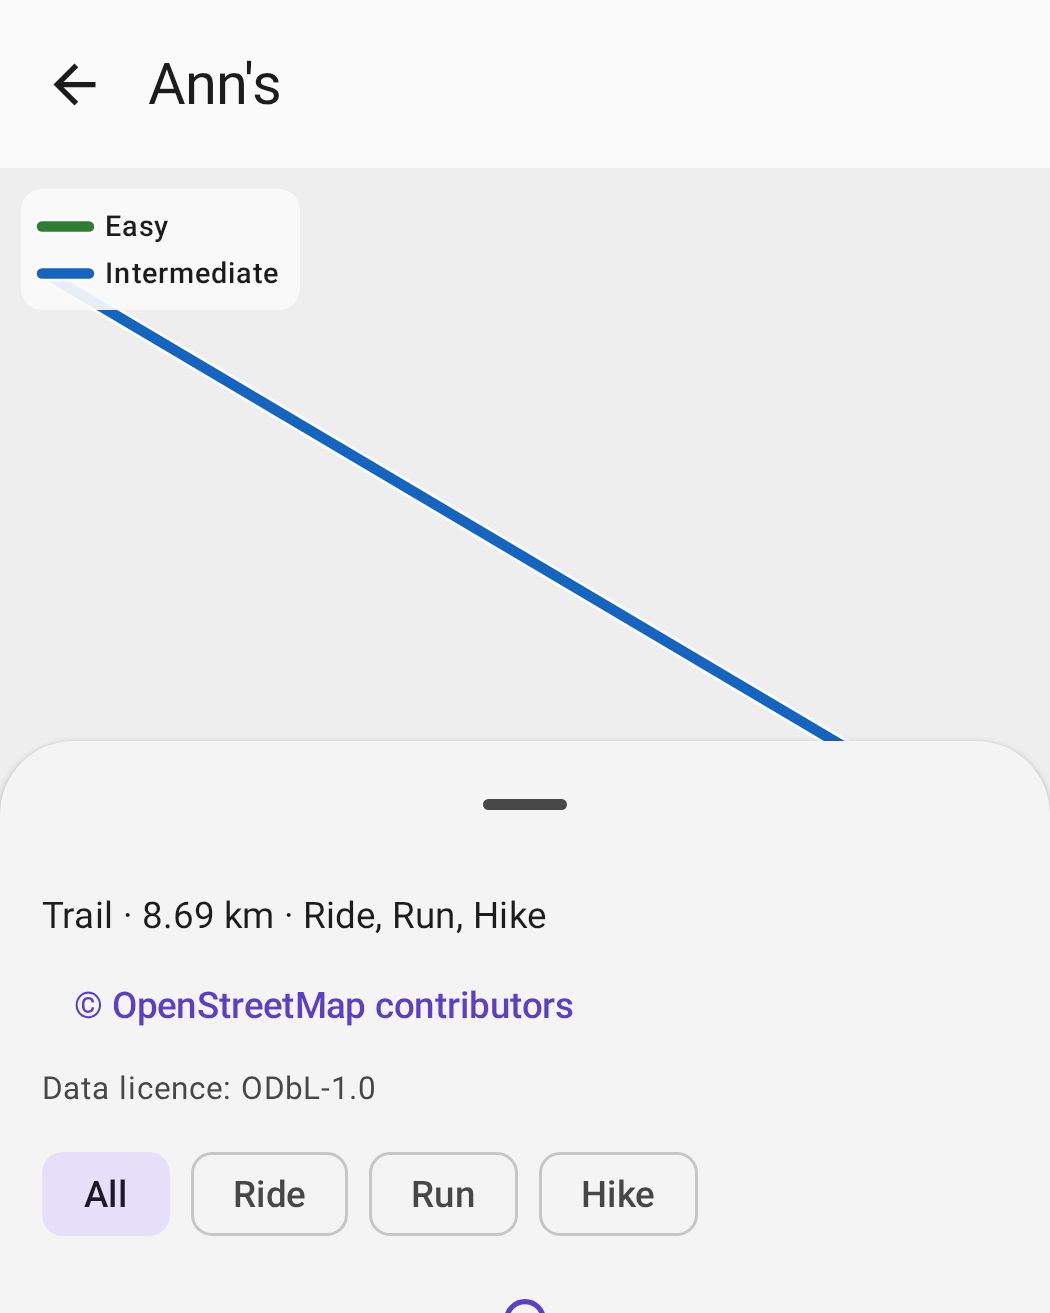 Ann's
Easy
Intermediate
Trail · 8.69 km · Ride, Run, Hike
© OpenStreetMap contributors
Data licence: ODbL-1.0
All
Ride
Run
Hike